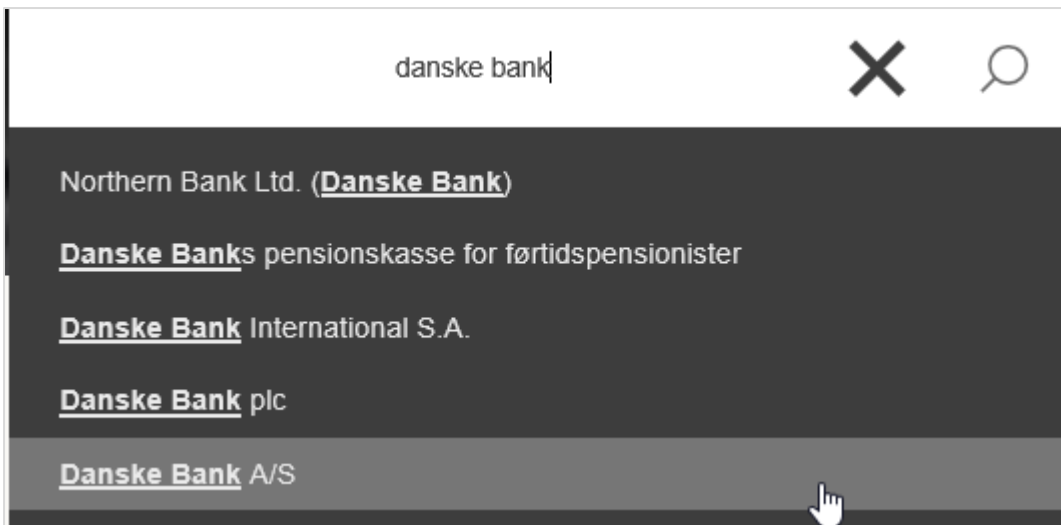 danske bank
Northern Bank Ltd. (Danske Bank)
Danske Banks pensionskasse for førtidspensionister
Danske Bank International S.A.
Danske Bank plc
Danske Bank A/S